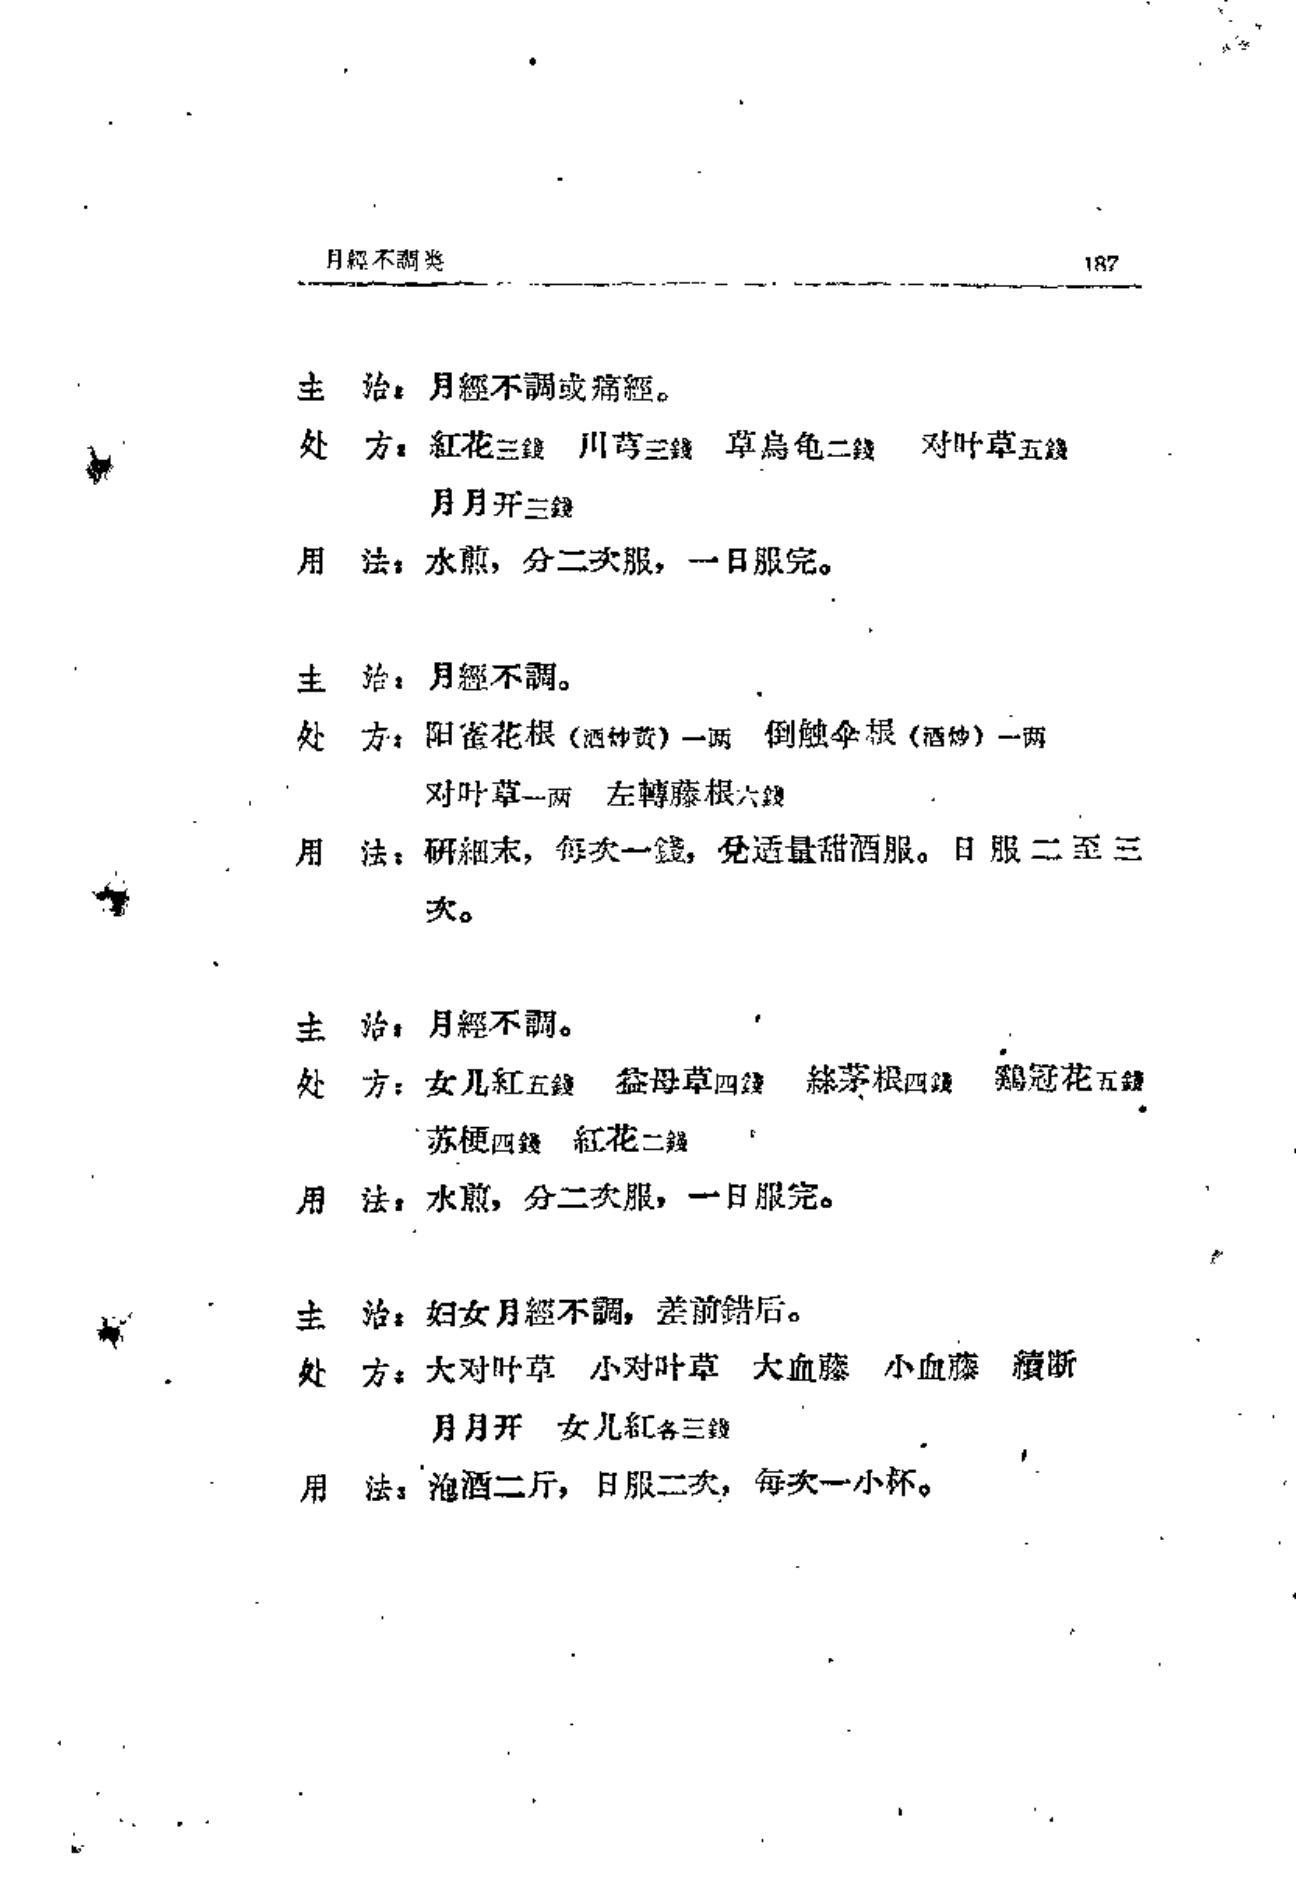 月經不調类 187
主　治：月經不調或痛經。
处　方：紅花三錢　川芎三錢　草烏龟二錢　对叶草五錢
月月开三錢
用　法：水煎，分二次服，一日服完。
主　治：月經不調。
处　方：阳雀花根（酒炒黄）一两　倒触伞根（酒炒）一两
对叶草一两　左轉藤根六錢
用　法：研細末，每次一錢，兌适量甜酒服。日服二至三
次。
主　治：月經不調。
处　方：女儿紅五錢　益母草四錢　絲茅根四錢　鷄冠花五錢
苏梗四錢　紅花二錢
用　法：水煎，分二次服，一日服完。
主　治：妇女月經不調，差前錯后。
处　方：大对叶草　小对叶草　大血藤　小血藤　續断
月月开　女儿紅各三錢
用　法：泡酒二斤，日服二次，每次一小杯。